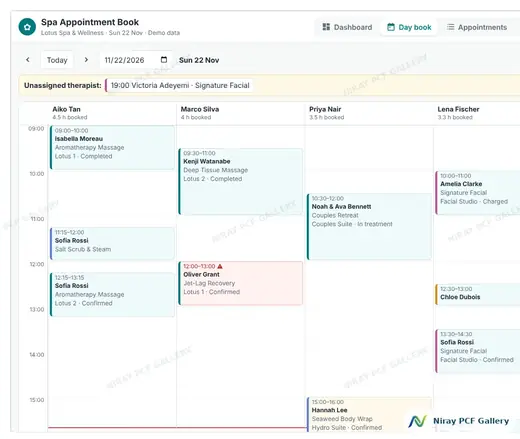 Spa Appointment Book
Lotus Spa & Wellness · Sun 22 Nov · Demo data
Dashboard
Day book
Appointments
Today
11/22/2026
Sun 22 Nov
Unassigned therapist:
19:00 Victoria Adeyemi · Signature Facial
Aiko Tan
4.5 h booked
Marco Silva
4 h booked
Priya Nair
3.5 h booked
Lena Fischer
3.3 h booked
09:00
09:00–10:00
Isabella Moreau
Aromatherapy Massage
Lotus 1 · Completed
09:30–11:00
Kenji Watanabe
Deep Tissue Massage
Lotus 2 · Completed
10:00
10:00–11:00
Amelia Clarke
Signature Facial
Facial Studio · Charged
10:30–12:00
Noah & Ava Bennett
Couples Retreat
Couples Suite · In treatment
11:00
11:15–12:00
Sofia Rossi
Salt Scrub & Steam
12:00
12:00–13:00
Oliver Grant
Jet-Lag Recovery
Lotus 1 · Confirmed
12:15–13:15
Sofia Rossi
Aromatherapy Massage
Lotus 2 · Confirmed
12:30–13:00
Chloe Dubois
13:00
13:30–14:30
Sofia Rossi
Signature Facial
Facial Studio · Confirmed
14:00
15:00
15:00–16:00
Hannah Lee
Seaweed Body Wrap
Hydro Suite · Confirmed
NIRAY PCF GALLERY
Niray PCF Gallery